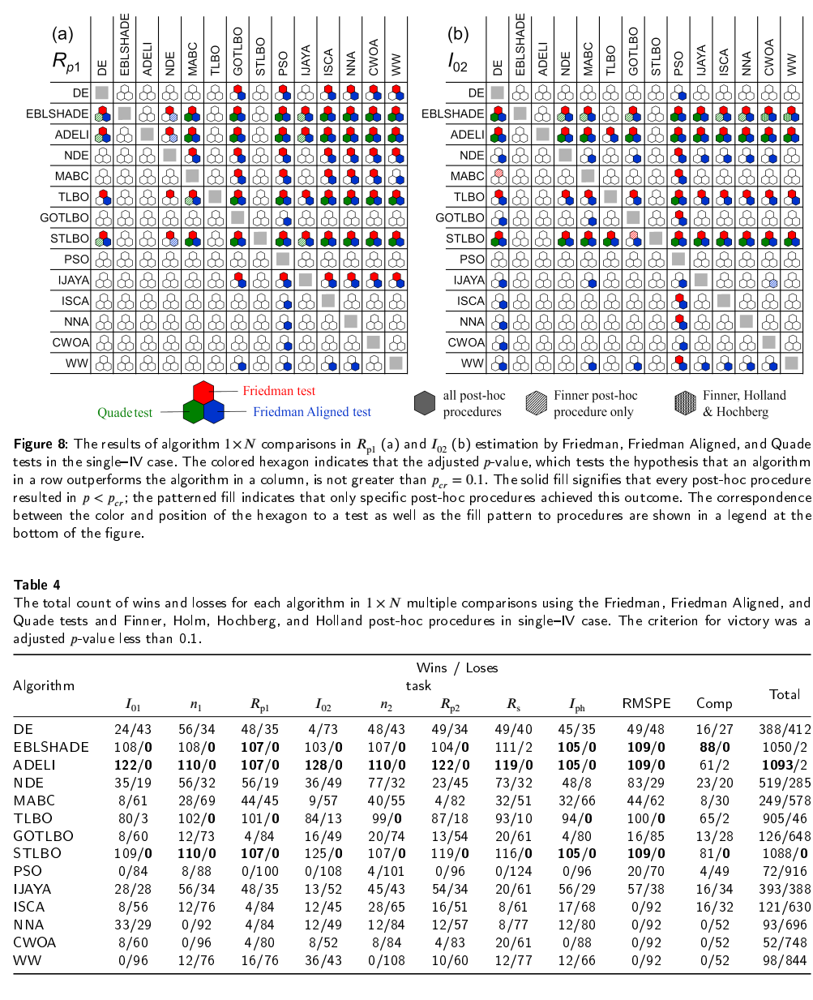 (a)
R_p1
DE
EBLSHADE
ADELI
NDE
MABC
TLBO
GOTLBO
STLBO
PSO
IJAYA
ISCA
NNA
CWOA
WW
DE
EBLSHADE
ADELI
NDE
MABC
TLBO
GOTLBO
STLBO
PSO
IJAYA
ISCA
NNA
CWOA
WW
(b)
I_02
DE
EBLSHADE
ADELI
NDE
MABC
TLBO
GOTLBO
STLBO
PSO
IJAYA
ISCA
NNA
CWOA
WW
DE
EBLSHADE
ADELI
NDE
MABC
TLBO
GOTLBO
STLBO
PSO
IJAYA
ISCA
NNA
CWOA
WW
Friedman test
Quade test
Friedman Aligned test
all post-hoc
procedures
Finner post-hoc
procedure only
Finner, Holland
& Hochberg
Figure 8: The results of algorithm 1×N comparisons in R_p1 (a) and I_02 (b) estimation by Friedman, Friedman Aligned, and Quade
tests in the single–IV case. The colored hexagon indicates that the adjusted p-value, which tests the hypothesis that an algorithm
in a row outperforms the algorithm in a column, is not greater than p_cr = 0.1. The solid fill signifies that every post-hoc procedure
resulted in p < p_cr; the patterned fill indicates that only specific post-hoc procedures achieved this outcome. The correspondence
between the color and position of the hexagon to a test as well as the fill pattern to procedures are shown in a legend at the
bottom of the figure.
Table 4
The total count of wins and losses for each algorithm in 1 × N multiple comparisons using the Friedman, Friedman Aligned, and
Quade tests and Finner, Holm, Hochberg, and Holland post-hoc procedures in single–IV case. The criterion for victory was a
adjusted p-value less than 0.1.
Wins / Loses
Algorithm task Total
I_01 n_1 R_p1 I_02 n_2 R_p2 R_s I_ph RMSPE Comp
DE 24/43 56/34 48/35 4/73 48/43 49/34 49/40 45/35 49/48 16/27 388/412
EBLSHADE 108/0 108/0 107/0 103/0 107/0 104/0 111/2 105/0 109/0 88/0 1050/2
ADELI 122/0 110/0 107/0 128/0 110/0 122/0 119/0 105/0 109/0 61/2 1093/2
NDE 35/19 56/32 56/19 36/49 77/32 23/45 73/32 48/8 83/29 23/20 519/285
MABC 8/61 28/69 44/45 9/57 40/55 4/82 32/51 32/66 44/62 8/30 249/578
TLBO 80/3 102/0 101/0 84/13 99/0 87/18 93/10 94/0 100/0 65/2 905/46
GOTLBO 8/60 12/73 4/84 16/49 20/74 13/54 20/61 4/80 16/85 13/28 126/648
STLBO 109/0 110/0 107/0 125/0 107/0 119/0 116/0 105/0 109/0 81/0 1088/0
PSO 0/84 8/88 0/100 0/108 4/101 0/96 0/124 0/96 20/70 4/49 72/916
IJAYA 28/28 56/34 48/35 13/52 45/43 54/34 20/61 56/29 57/38 16/34 393/388
ISCA 8/56 12/76 4/84 12/45 28/65 16/51 8/61 17/68 0/92 16/32 121/630
NNA 33/29 0/92 4/84 12/49 12/84 12/57 8/77 12/80 0/92 0/52 93/696
CWOA 8/60 0/96 4/80 8/52 8/84 4/83 20/61 0/88 0/92 0/52 52/748
WW 0/96 12/76 16/76 36/43 0/108 10/60 12/77 12/66 0/92 0/52 98/844